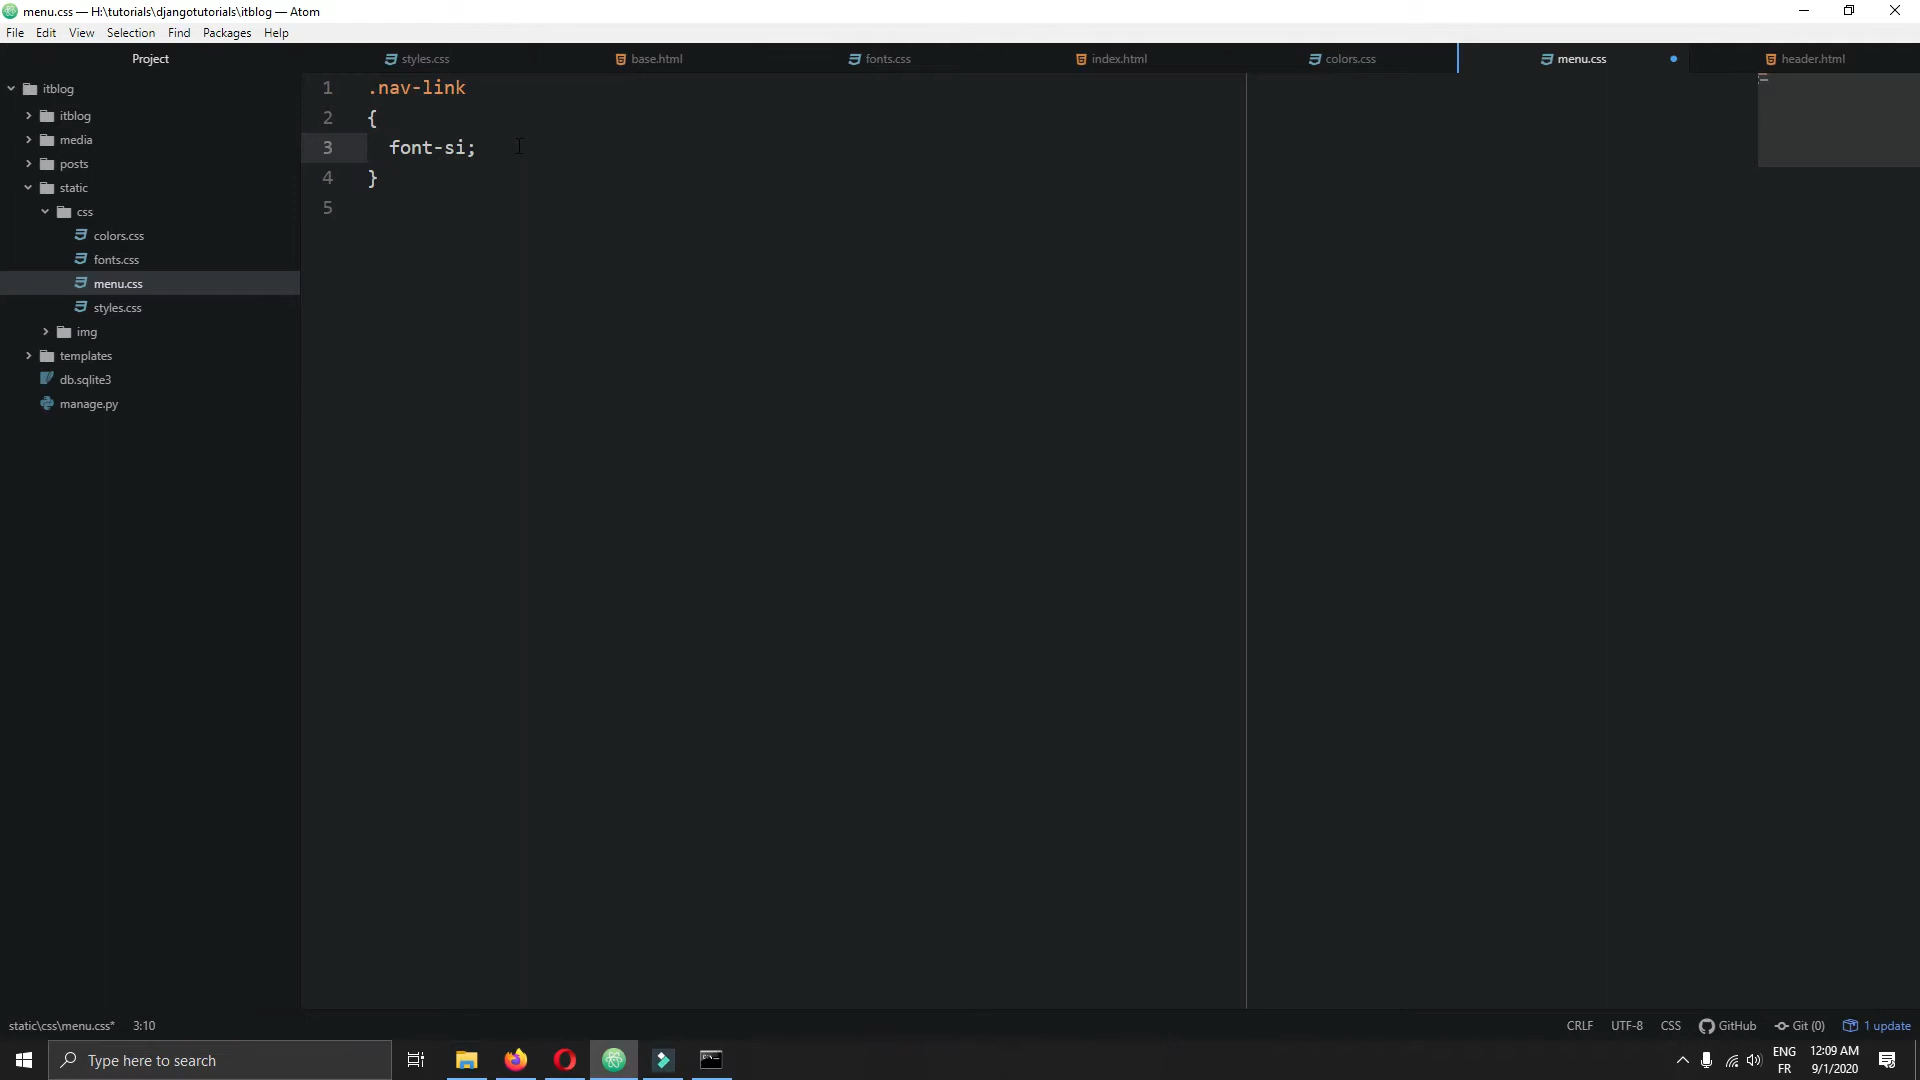 menu.css — H:\tutorials\djangotutorials\itblog — Atom
File Edit View Selection Find Packages Help
Project
styles.css base.html fonts.css index.html colors.css menu.css header.html
itblog
itblog
media
posts
static
css
colors.css
fonts.css
menu.css
styles.css
img
templates
db.sqlite3
manage.py
1 .nav-link
2 {
3 font-si;
4 }
5
static\css\menu.css* 3:10 CRLF UTF-8 CSS GitHub Git (0) 1 update
Type here to search
ENG
FR
12:09 AM
9/1/2020